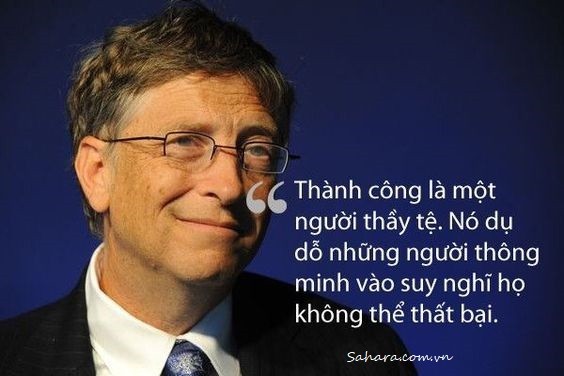 Thành công là một
người thầy tệ. Nó dụ
dỗ những người thông
minh vào suy nghĩ họ
không thể thất bại.
Sahara.com.vn